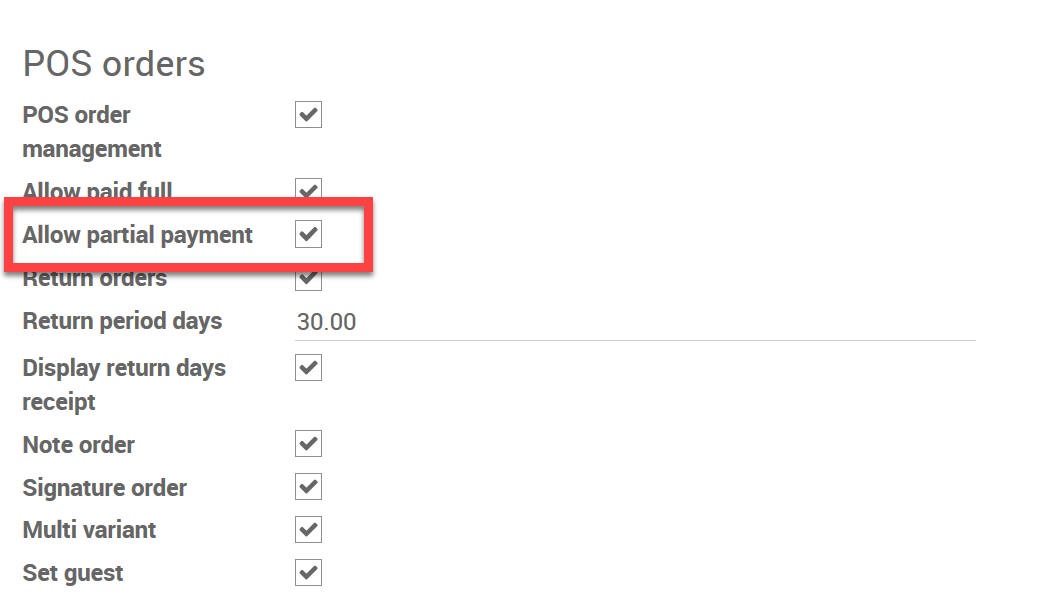 POS orders
POS order
management
Allow paid full
Allow partial payment
Return orders
Return period days 30.00
Display return days
receipt
Note order
Signature order
Multi variant
Set guest